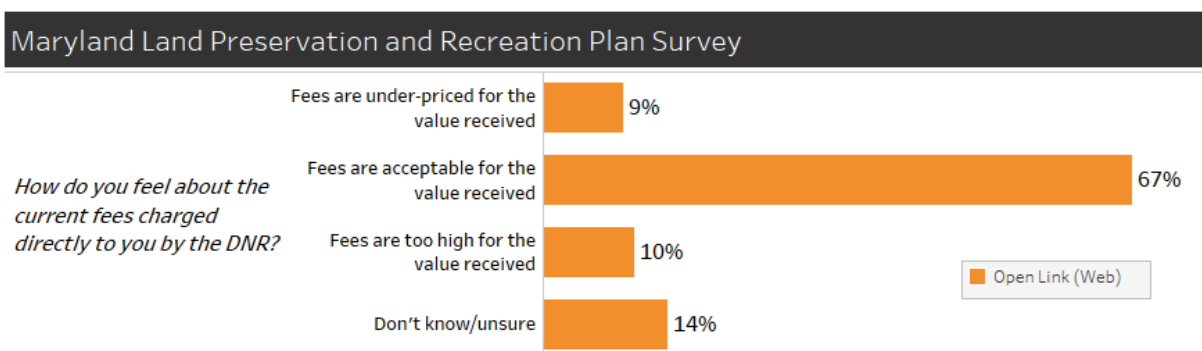 Maryland Land Preservation and Recreation Plan Survey
How do you feel about the
current fees charged
directly to you by the DNR?
Fees are under-priced for the
value received
9%
Fees are acceptable for the
value received
67%
Fees are too high for the
value received
10%
Don't know/unsure
14%
Open Link (Web)